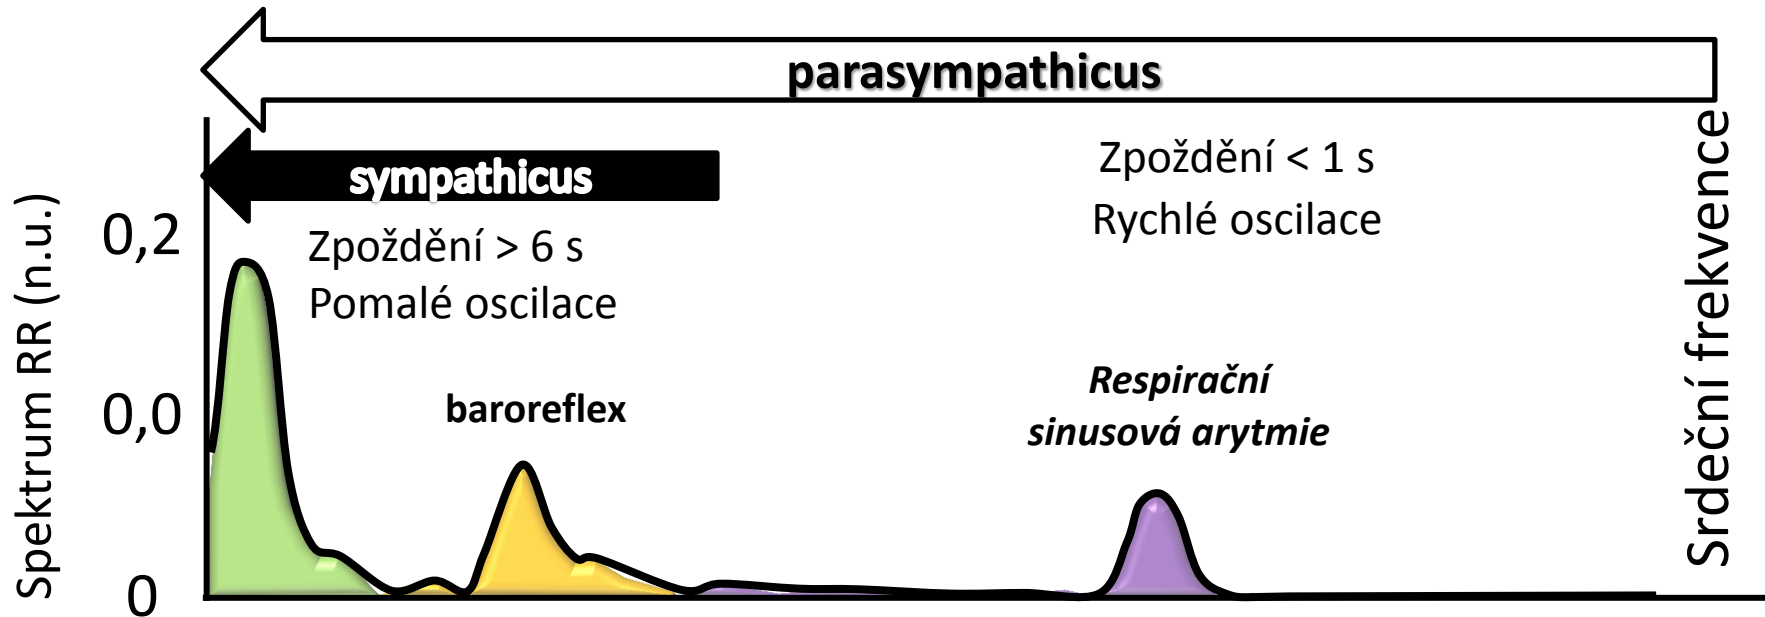 parasympathicus
sympathicus
Zpoždění < 1 s
Rychlé oscilace
Zpoždění > 6 s
Pomalé oscilace
Spektrum RR (n.u.)
0,2
0,0
0
baroreflex
Respirační
sinusová arytmie
Srdeční frekvence